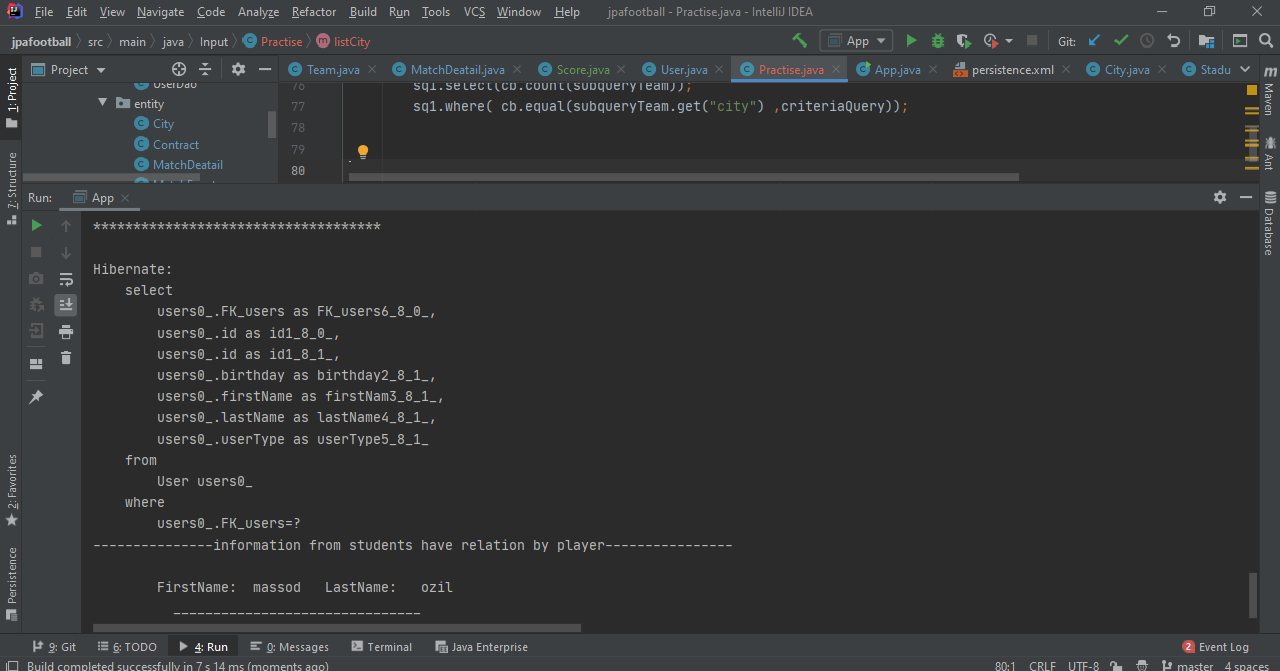 File Edit View Navigate Code Analyze Refactor Build Run Tools VCS Window Help jpafootball - Practise.java - IntelliJ IDEA
jpafootball src main java Input Practise listCity App Git:
Project Team.java MatchDeatail.java Score.java User.java Practise.java App.java persistence.xml City.java Stadu
UserDao
entity
City
Contract
MatchDeatail
76 sq1.select(cb.count(subqueryTeam));
77 sq1.where( cb.equal(subqueryTeam.get("city") ,criteriaQuery));
78
79
80
1: Project
7: Structure
2: Favorites
Persistence
Maven
Ant
Database
Run: App
************************************
Hibernate:
select
users0_.FK_users as FK_users6_8_0_,
users0_.id as id1_8_0_,
users0_.id as id1_8_1_,
users0_.birthday as birthday2_8_1_,
users0_.firstName as firstNam3_8_1_,
users0_.lastName as lastName4_8_1_,
users0_.userType as userType5_8_1_
from
User users0_
where
users0_.FK_users=?
---------------information from students have relation by player----------------
FirstName: massod LastName: ozil
-------------------------------
9: Git 6: TODO 4: Run 0: Messages Terminal Java Enterprise 2 Event Log
Build completed successfully in 7 s 14 ms (moments ago) 80:1 CRLF UTF-8 master 4 spaces